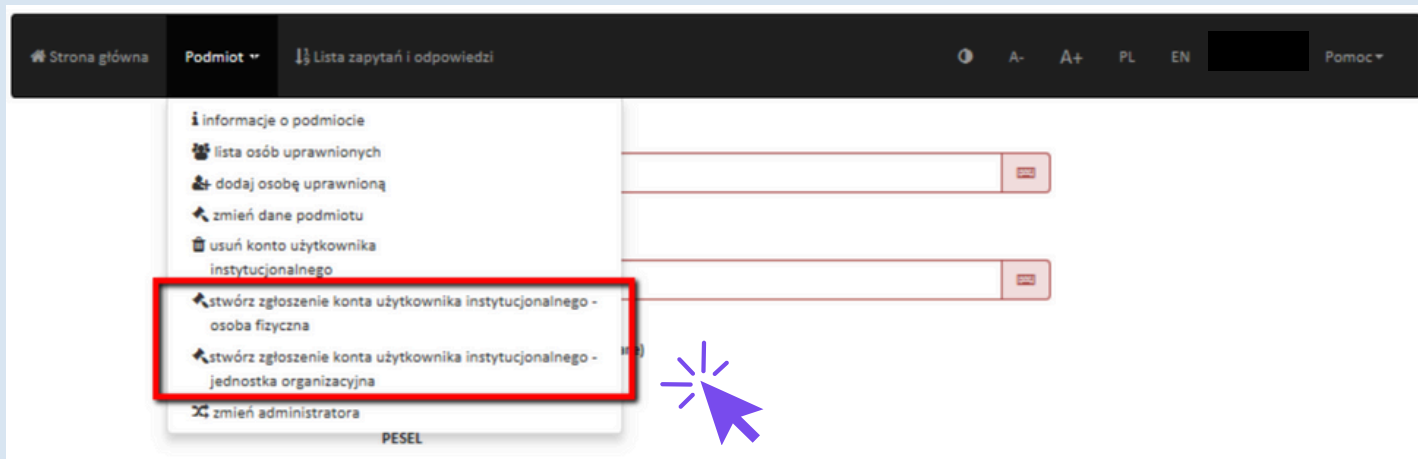 Strona główna Podmiot Lista zapytań i odpowiedzi A- A+ PL EN Pomoc
informacje o podmiocie
lista osób uprawnionych
dodaj osobę uprawnioną
zmień dane podmiotu
usuń konto użytkownika
instytucjonalnego
stwórz zgłoszenie konta użytkownika instytucjonalnego -
osoba fizyczna
stwórz zgłoszenie konta użytkownika instytucjonalnego -
jednostka organizacyjna
zmień administratora
PESEL